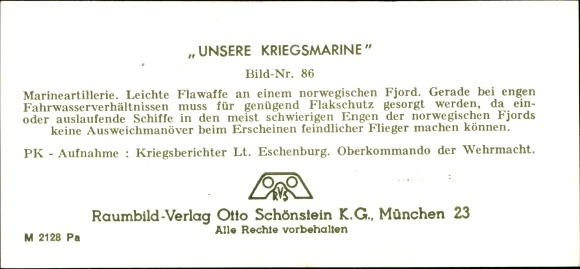 „UNSERE KRIEGSMARINE"
Bild-Nr. 86
Marineartillerie. Leichte Flawaffe an einem norwegischen Fjord. Gerade bei engen
Fahrwasserverhältnissen muss für genügend Flakschutz gesorgt werden, da ein-
oder auslaufende Schiffe in den meist schwierigen Engen der norwegischen Fjords
keine Ausweichmanöver beim Erscheinen feindlicher Flieger machen können.
PK - Aufnahme : Kriegsberichter Lt. Eschenburg. Oberkommando der Wehrmacht.
RVS
Raumbild-Verlag Otto Schönstein K.G., München 23
Alle Rechte vorbehalten
M 2128 Pa